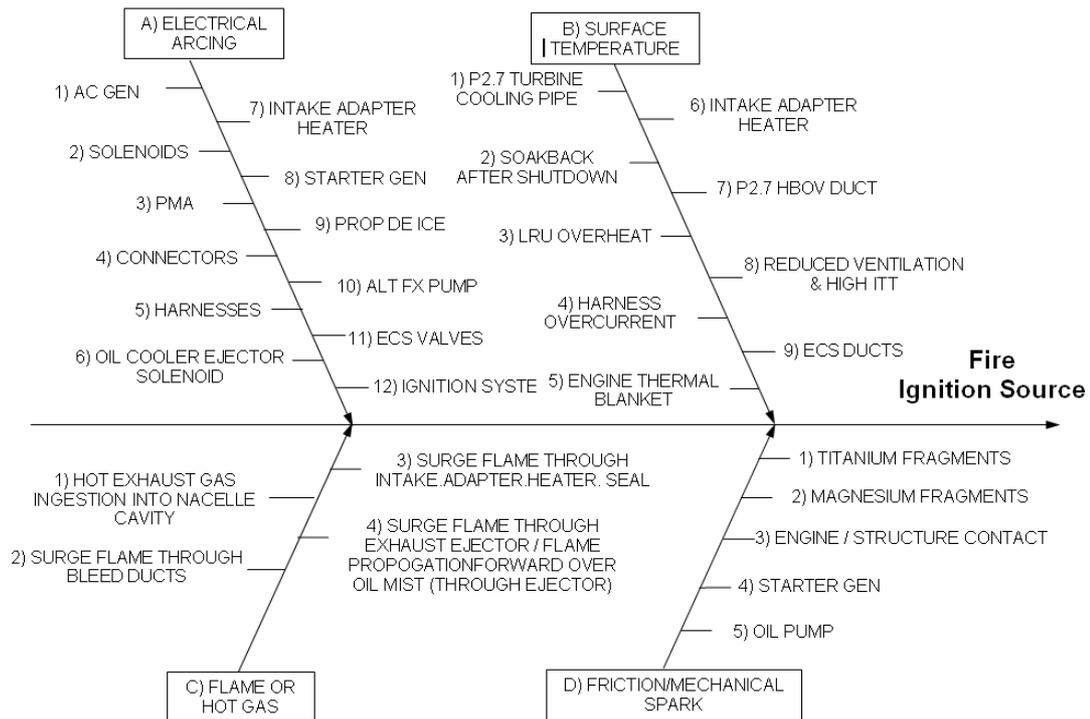 A) ELECTRICAL
ARCING
1) AC GEN
2) SOLENOIDS
3) PMA
4) CONNECTORS
5) HARNESSES
6) OIL COOLER EJECTOR
SOLENOID
7) INTAKE ADAPTER
HEATER
8) STARTER GEN
9) PROP DE ICE
10) ALT FX PUMP
11) ECS VALVES
12) IGNITION SYSTE
B) SURFACE
TEMPERATURE
1) P2.7 TURBINE
COOLING PIPE
2) SOAKBACK
AFTER SHUTDOWN
3) LRU OVERHEAT
4) HARNESS
OVERCURRENT
5) ENGINE THERMAL
BLANKET
6) INTAKE ADAPTER
HEATER
7) P2.7 HBOV DUCT
8) REDUCED VENTILATION
& HIGH ITT
9) ECS DUCTS
Fire
Ignition Source
1) HOT EXHAUST GAS
INGESTION INTO NACELLE
CAVITY
2) SURGE FLAME THROUGH
BLEED DUCTS
3) SURGE FLAME THROUGH
INTAKE.ADAPTER.HEATER. SEAL
4) SURGE FLAME THROUGH
EXHAUST EJECTOR / FLAME
PROPOGATIONFORWARD OVER
OIL MIST (THROUGH EJECTOR)
C) FLAME OR
HOT GAS
1) TITANIUM FRAGMENTS
2) MAGNESIUM FRAGMENTS
3) ENGINE / STRUCTURE CONTACT
4) STARTER GEN
5) OIL PUMP
D) FRICTION/MECHANICAL
SPARK